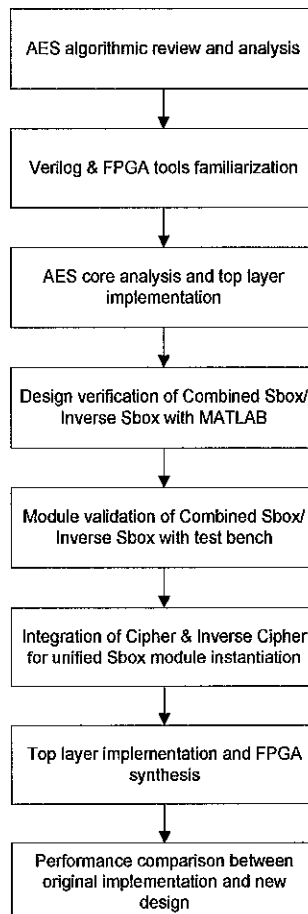 AES algorithmic review and analysis
Verilog & FPGA tools familiarization
AES core analysis and top layer
implementation
Design verification of Combined Sbox/
Inverse Sbox with MATLAB
Module validation of Combined Sbox/
Inverse Sbox with test bench
Integration of Cipher & Inverse Cipher
for unified Sbox module instantiation
Top layer implementation and FPGA
synthesis
Performance comparison between
original implementation and new
design